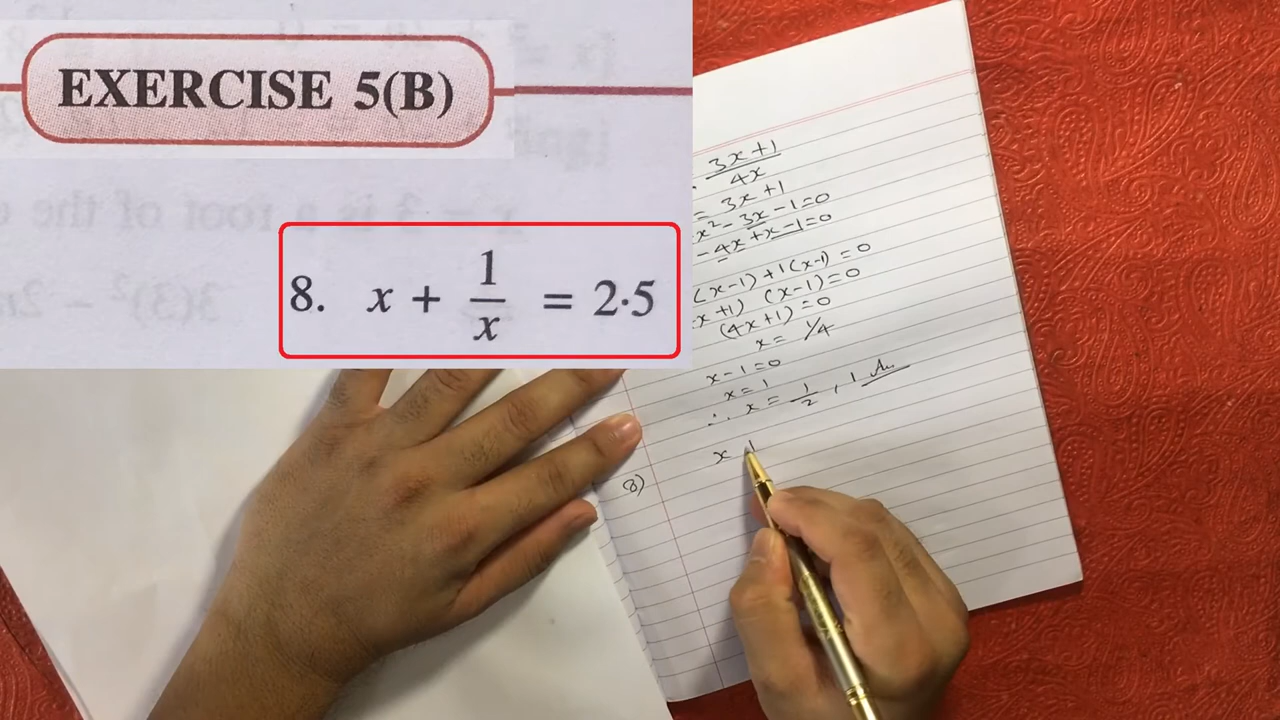 EXERCISE 5(B)
8. x + 1/x = 2·5
3x+1
4x
= 3x+1
x² - 3x - 1 = 0
- 4x + x - 1 = 0
(x-1) + 1(x-1) = 0
x+1) (x-1) = 0
(4x+1) = 0
x = 1/4
x-1=0
x=1
∴ x = 1/2, 1 An
8)
x
1